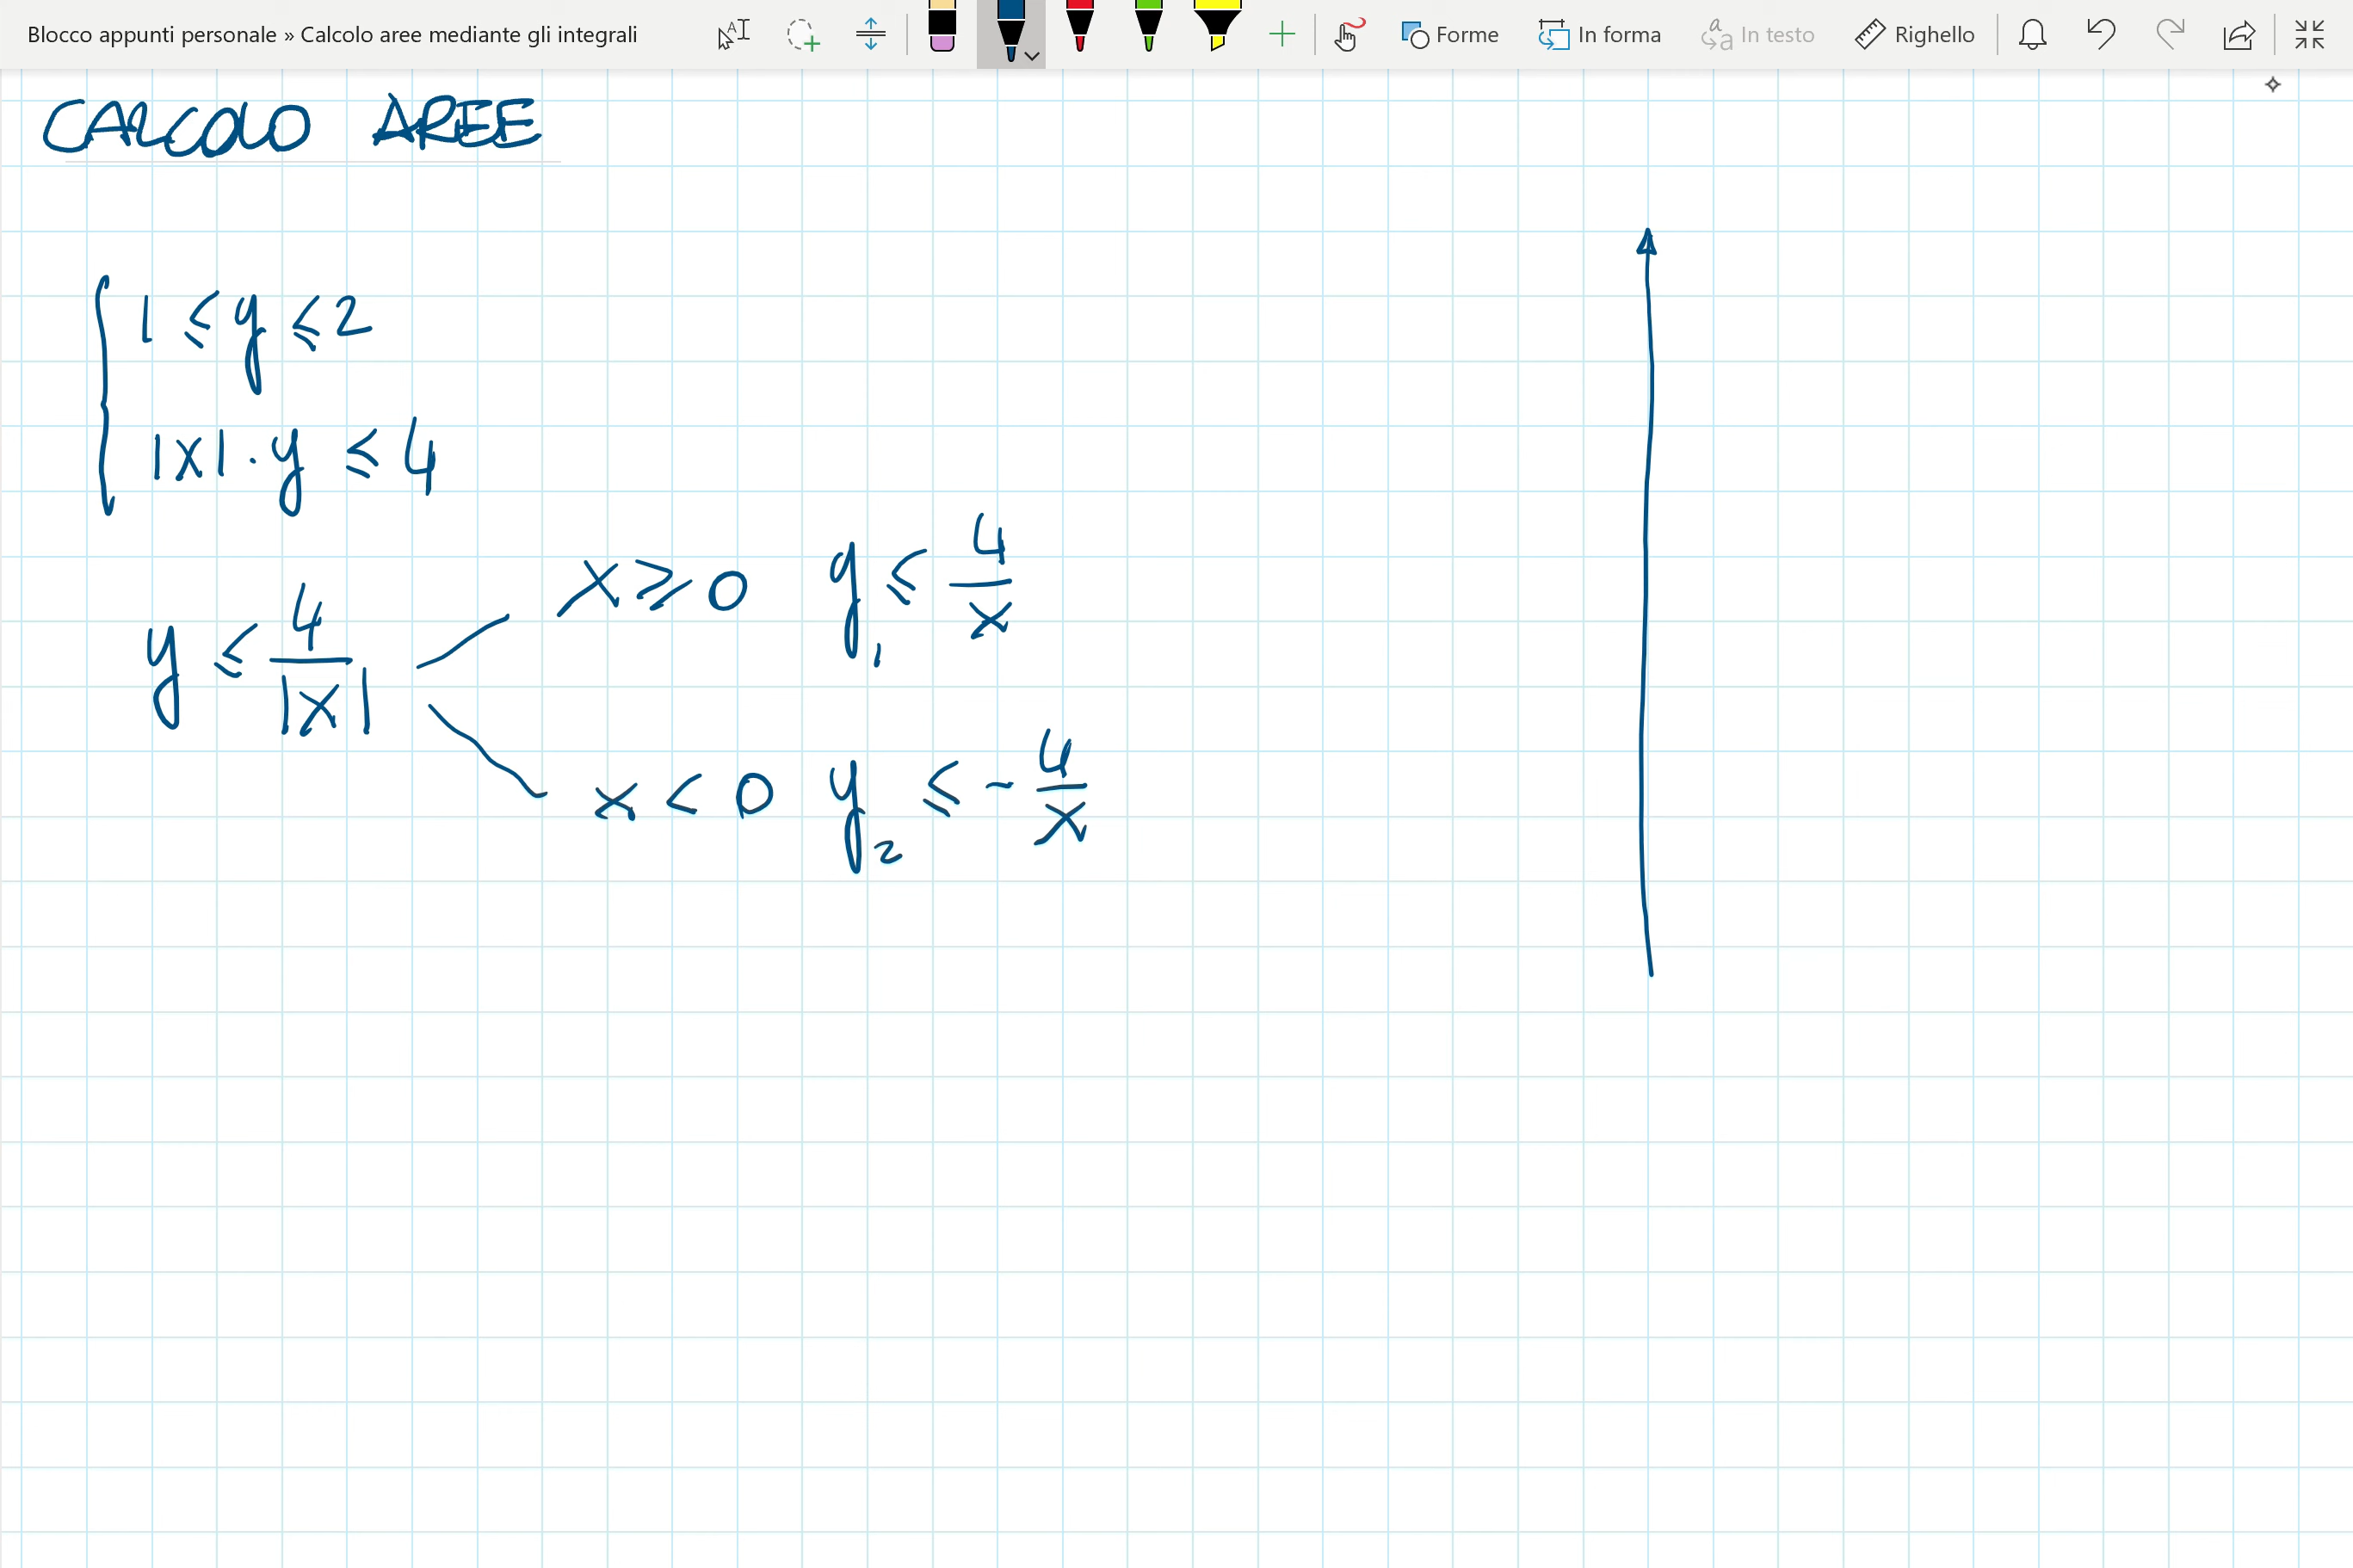 Blocco appunti personale » Calcolo aree mediante gli integrali Forme In forma In testo Righello
CALCOLO AREE
1 ≤ y ≤ 2
|x| · y ≤ 4
y ≤ 4/|x|
x ≥ 0 y₁ ≤ 4/x
x < 0 y₂ ≤ -4/x